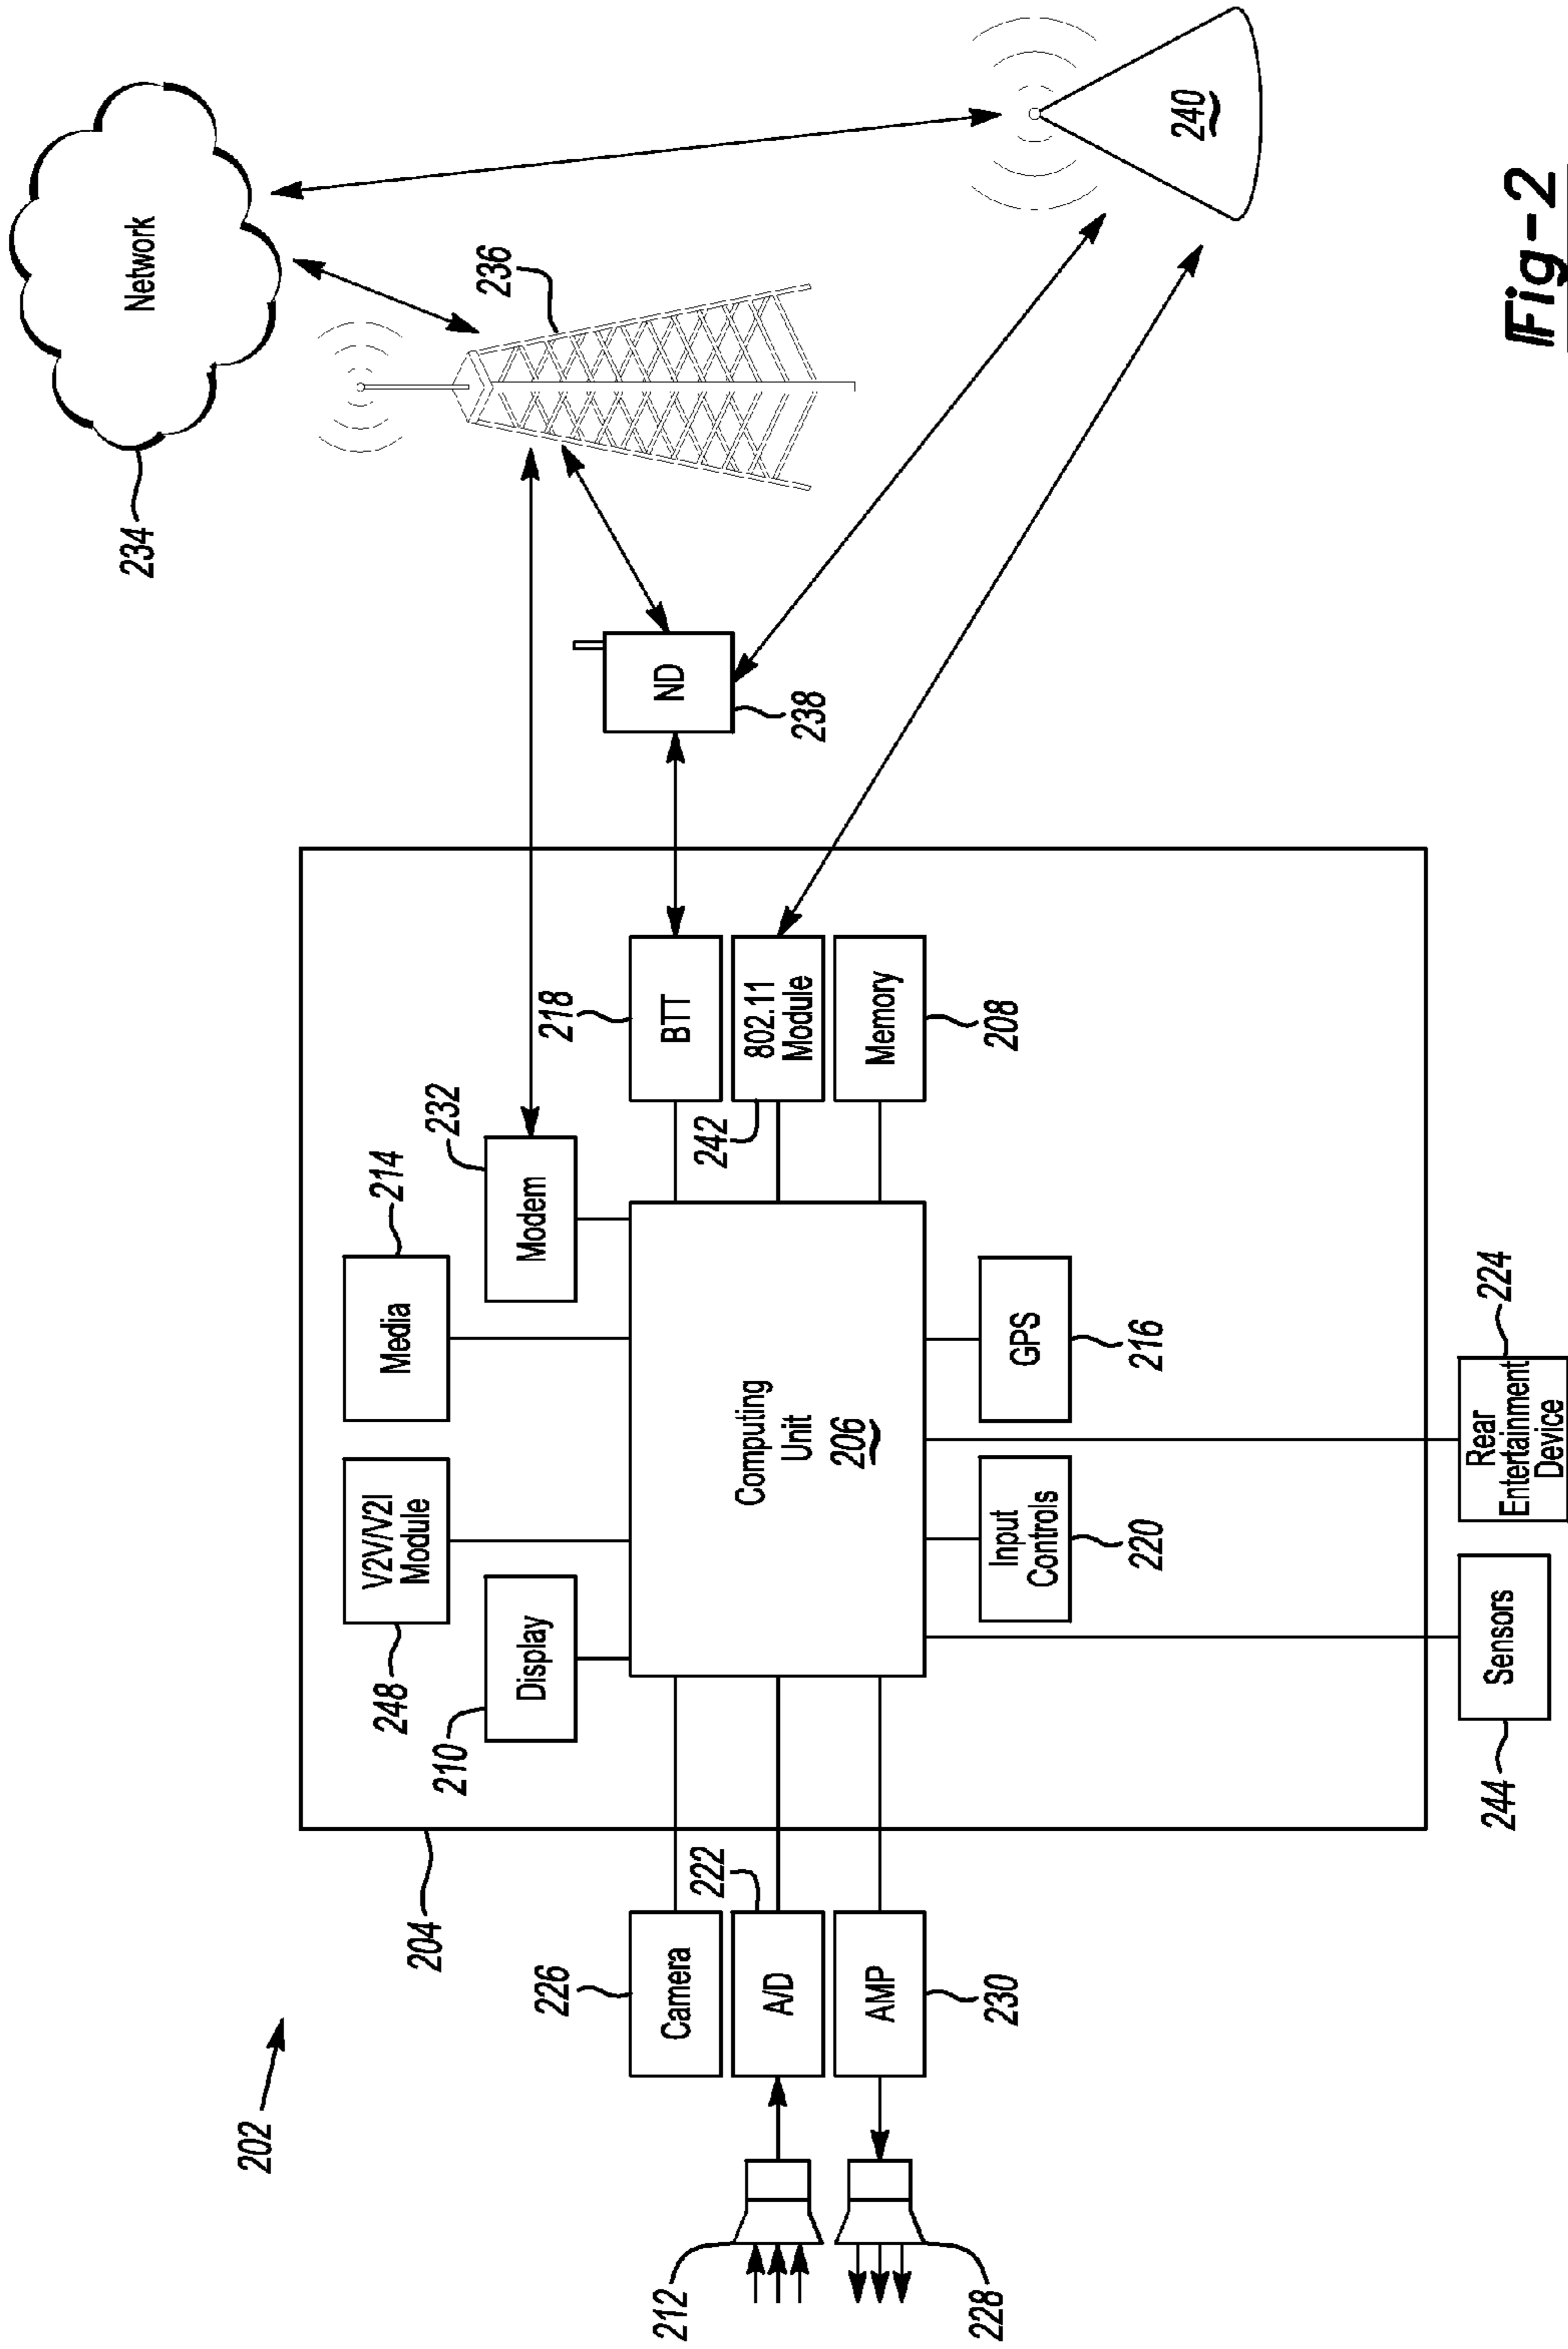 202
204
Network
234
236
V2V/V2I
Module
248
Media
214
Display
210
Modem
232
218
BTT
ND
238
226
Camera
222
A/D
242
802.11
Module
AMP
230
Memory
208
212
228
Computing
Unit
206
Input
Controls
220
GPS
216
240
Sensors
244
Rear
Entertainment
Device
224
Fig-2